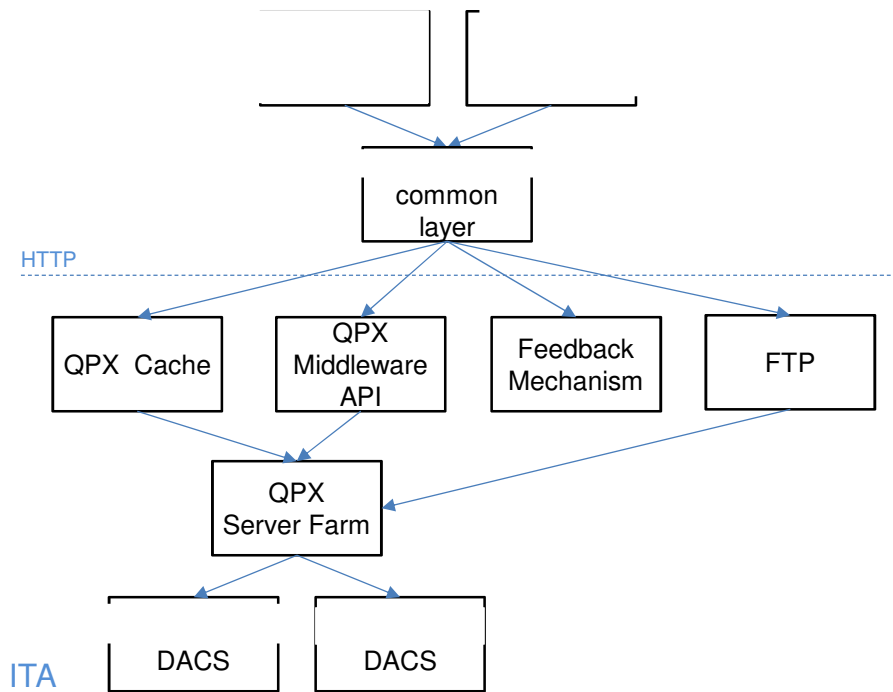 common
layer
HTTP
QPX Cache
QPX
Middleware
API
Feedback
Mechanism
FTP
QPX
Server Farm
DACS
DACS
ITA